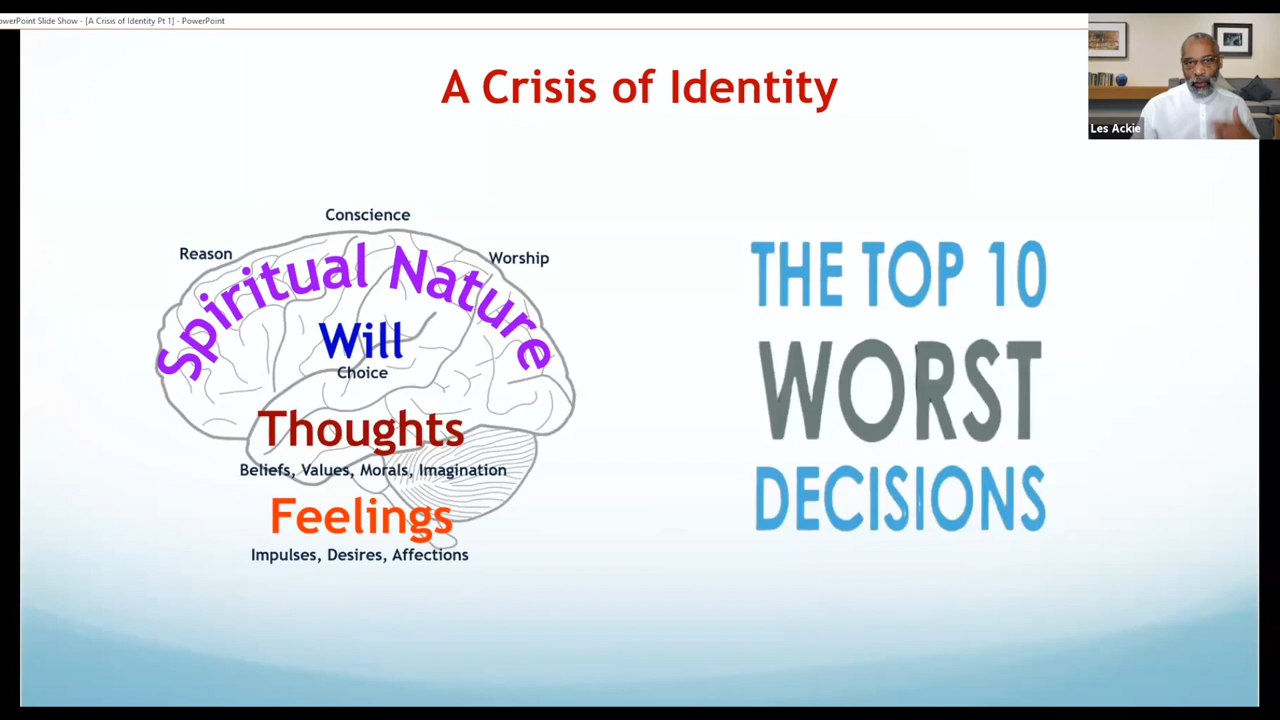 owerPoint Slide Show - [A Crisis of Identity Pt 1] - PowerPoint
A Crisis of Identity
Les Ackie
Conscience
Reason
Worship
Spiritual Nature
Will
Choice
Thoughts
Beliefs, Values, Morals, Imagination
Feelings
Impulses, Desires, Affections
THE TOP 10
WORST
DECISIONS